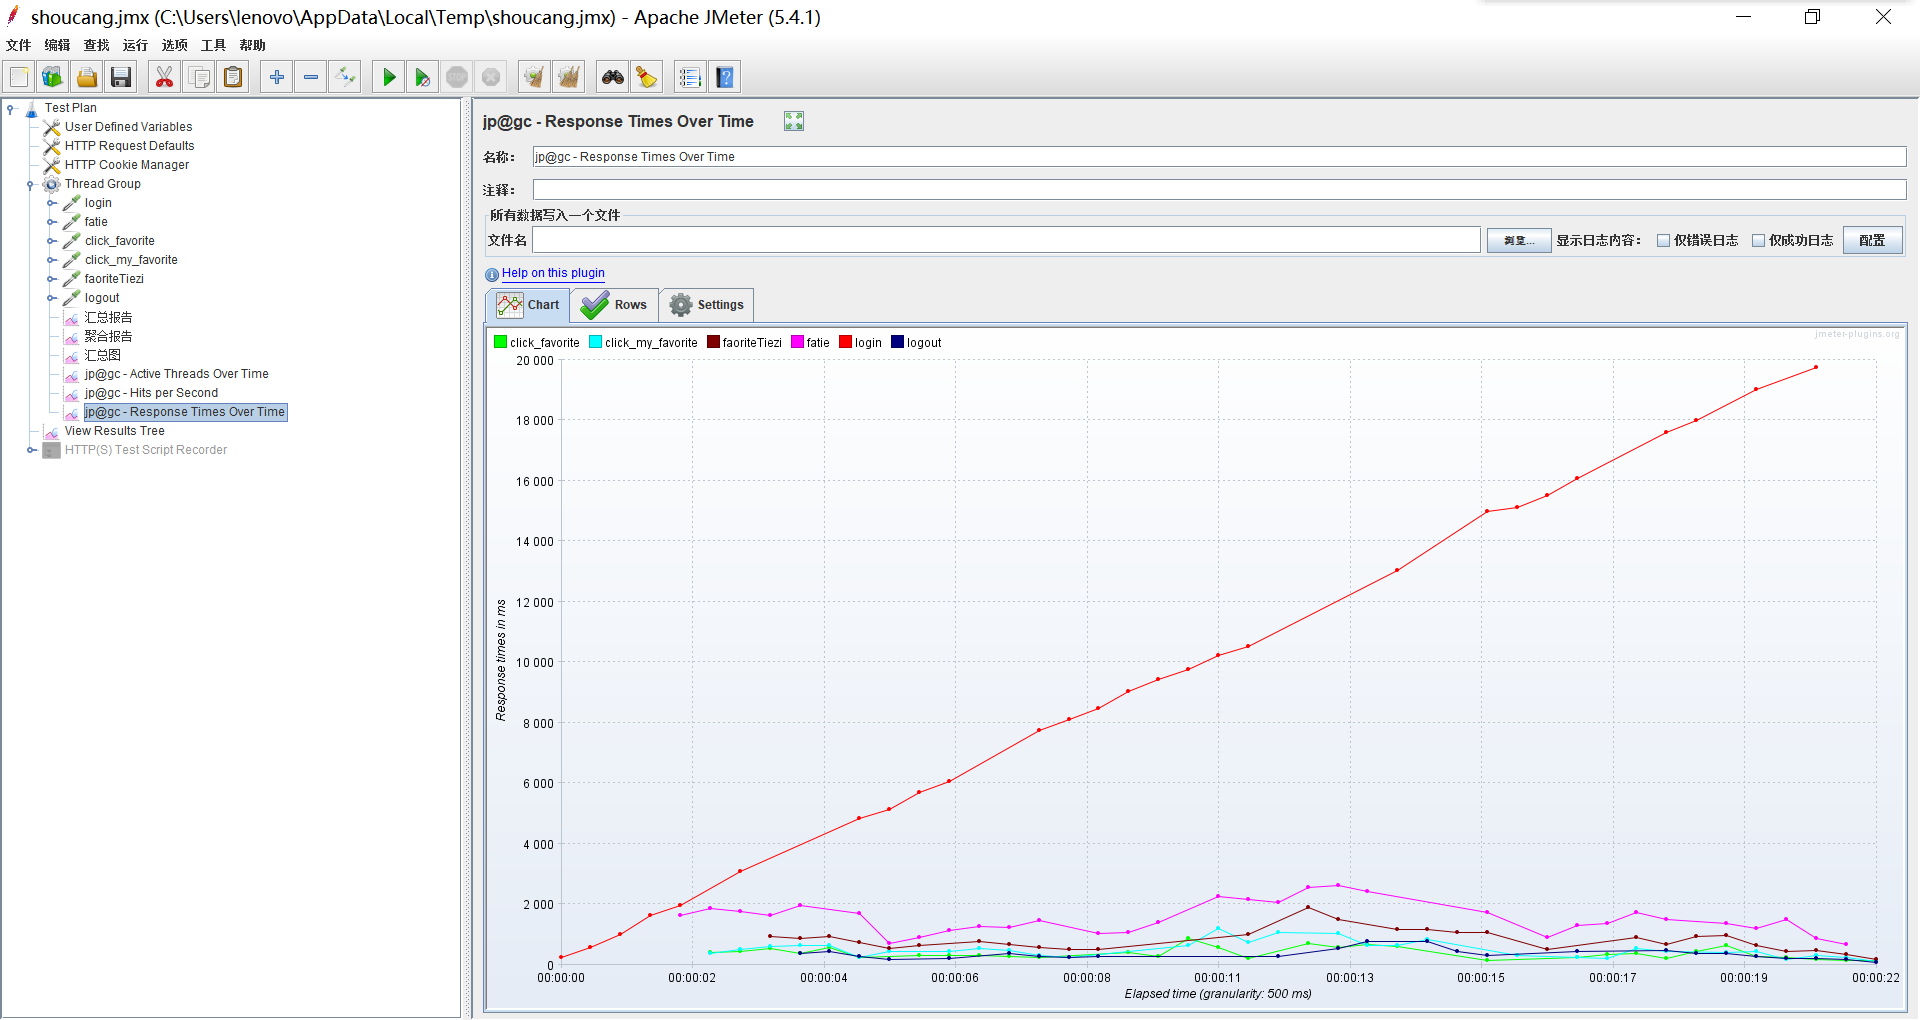 shoucang.jmx (C:\Users\lenovo\AppData\Local\Temp\shoucang.jmx) - Apache JMeter (5.4.1)
文件 编辑 查找 运行 选项 工具 帮助
STOP
Test Plan
User Defined Variables
HTTP Request Defaults
HTTP Cookie Manager
Thread Group
login
fatie
click_favorite
click_my_favorite
faoriteTiezi
logout
汇总报告
聚合报告
汇总图
jp@gc - Active Threads Over Time
jp@gc - Hits per Second
jp@gc - Response Times Over Time
View Results Tree
HTTP(S) Test Script Recorder
jp@gc - Response Times Over Time
名称： jp@gc - Response Times Over Time
注释：
所有数据写入一个文件
文件名 浏览... 显示日志内容： 仅错误日志 仅成功日志 配置
Help on this plugin
Chart Rows Settings
jmeter-plugins.org
click_favorite click_my_favorite faoriteTiezi fatie login logout
20 000
18 000
16 000
14 000
12 000
10 000
8 000
6 000
4 000
2 000
0
Response times in ms
00:00:00 00:00:02 00:00:04 00:00:06 00:00:08 00:00:11 00:00:13 00:00:15 00:00:17 00:00:19 00:00:22
Elapsed time (granularity: 500 ms)